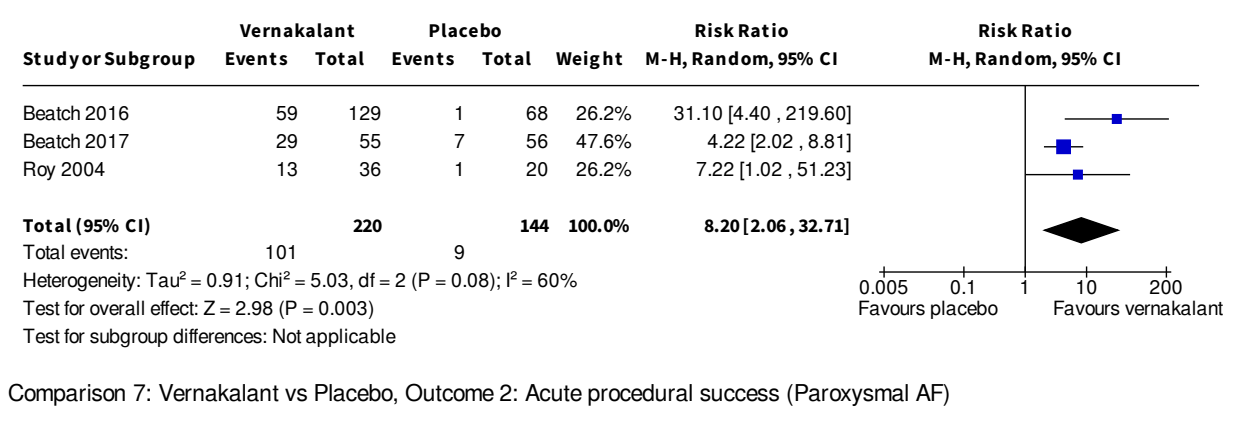 Vernakalant Placebo Risk Ratio Risk Ratio
Study or Subgroup Events Total Events Total Weight M-H, Random, 95% CI M-H, Random, 95% CI
Beatch 2016 59 129 1 68 26.2% 31.10 [4.40 , 219.60]
Beatch 2017 29 55 7 56 47.6% 4.22 [2.02 , 8.81]
Roy 2004 13 36 1 20 26.2% 7.22 [1.02 , 51.23]
Total (95% CI) 220 144 100.0% 8.20 [2.06 , 32.71]
Total events: 101 9
Heterogeneity: Tau² = 0.91; Chi² = 5.03, df = 2 (P = 0.08); I² = 60%
0.005 0.1 1 10 200
Test for overall effect: Z = 2.98 (P = 0.003)
Favours placebo Favours vernakalant
Test for subgroup differences: Not applicable
Comparison 7: Vernakalant vs Placebo, Outcome 2: Acute procedural success (Paroxysmal AF)